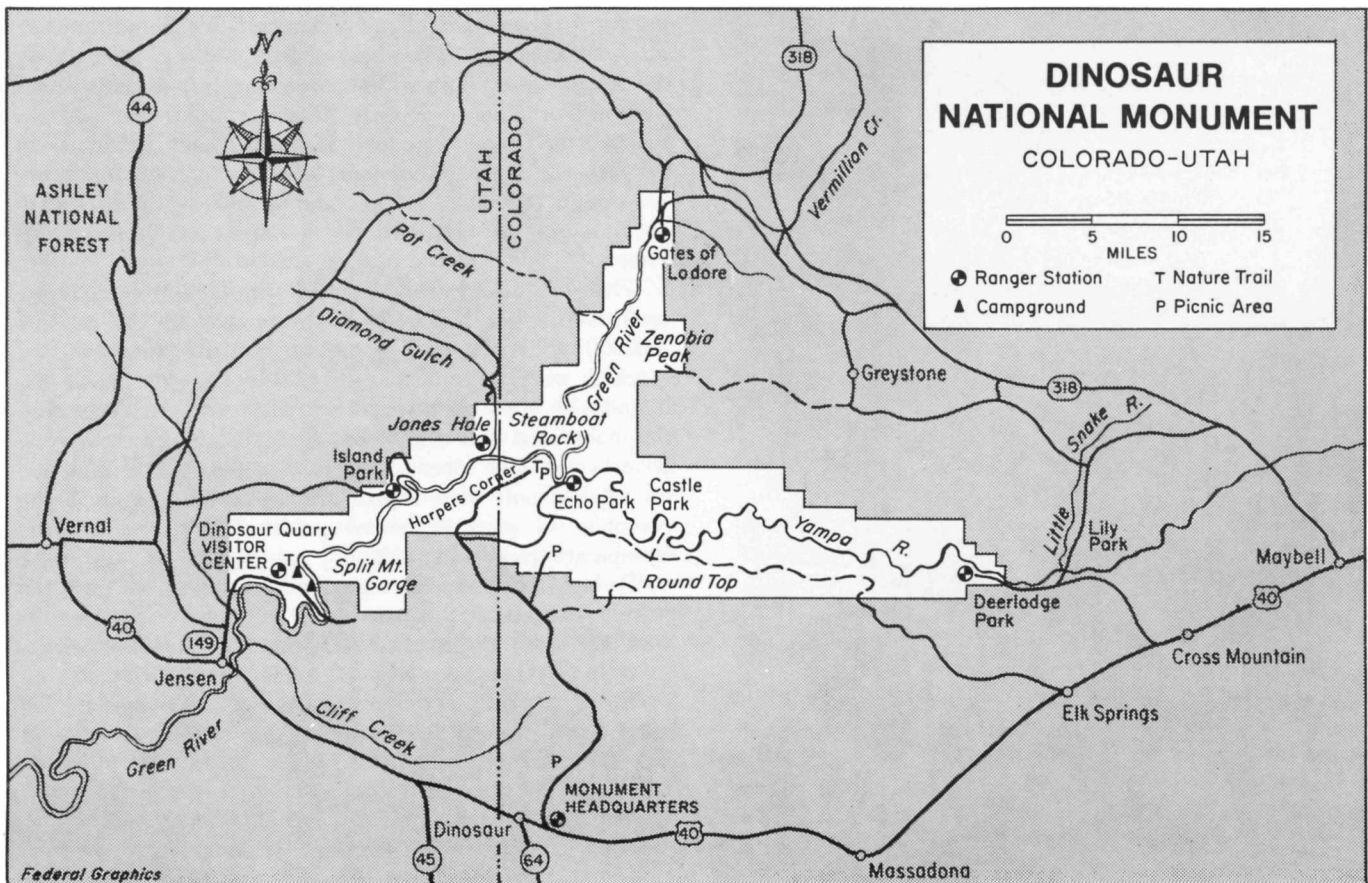 N
44
ASHLEY
NATIONAL
FOREST
UTAH
COLORADO
318
Vermillion Cr.
DINOSAUR
NATIONAL MONUMENT
COLORADO-UTAH
0 5 10 15
MILES
Ranger Station
T Nature Trail
Campground
P Picnic Area
Pot Creek
Gates of
Lodore
Diamond Gulch
Green River
Zenobia
Peak
Greystone
318
Jones Hole
Steamboat
Rock
Little Snake R.
Island
Park
Harpers Corner
T
P
Echo Park
Castle
Park
Yampa R.
Lily
Park
Maybell
Vernal
Dinosaur Quarry
VISITOR
CENTER
T
Split Mt.
Gorge
P
Round Top
Deerlodge
Park
40
40
149
Jensen
Cross Mountain
Elk Springs
Cliff Creek
Green River
P
MONUMENT
HEADQUARTERS
Dinosaur
40
45
64
Massadona
Federal Graphics